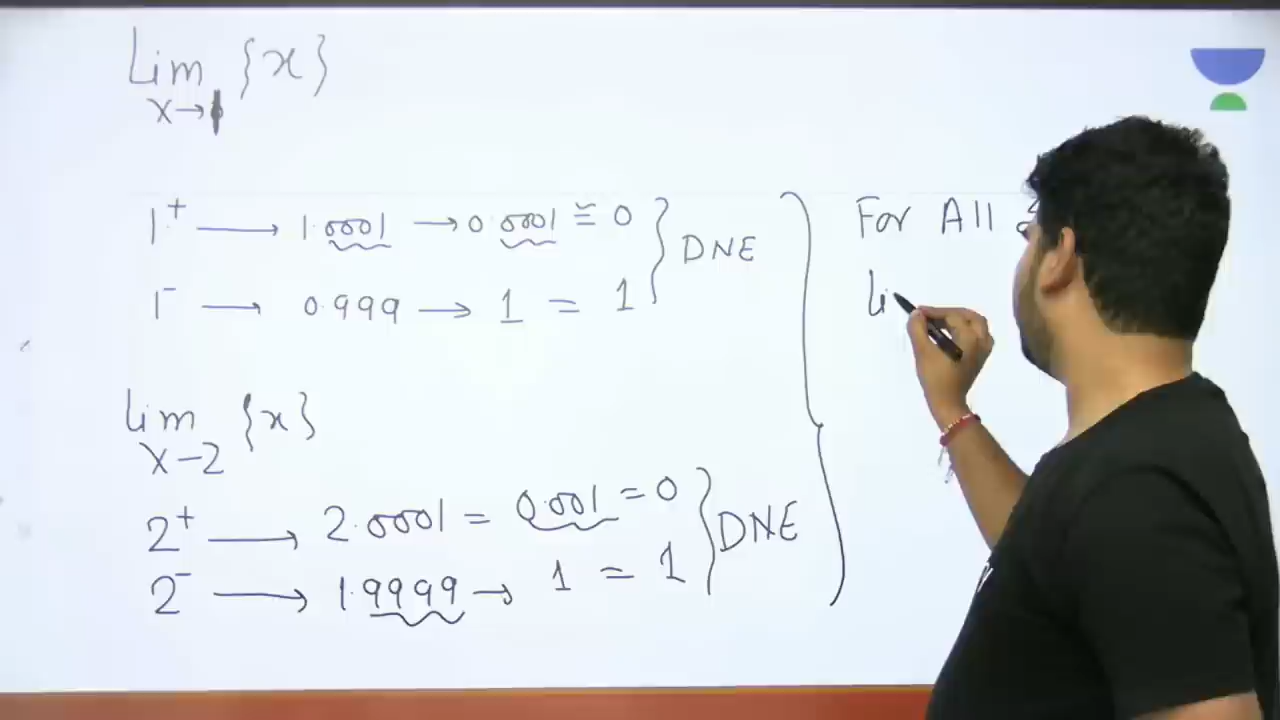 Lim {x}
x→1
1⁺ → 1.0001 → 0.0001 ≅ 0
1⁻ → 0.999 → 1 = 1
} DNE
lim {x}
x–2
2⁺ → 2.0001 = 0.001 = 0
2⁻ → 1.9999 → 1 = 1
} DNE
For All
li